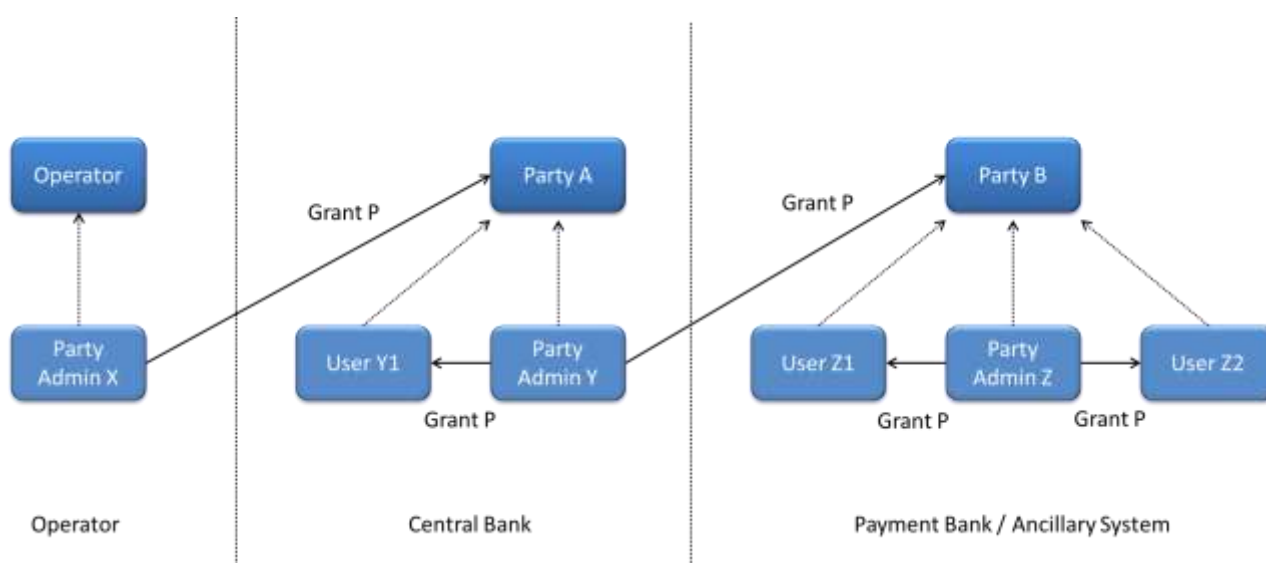 Operator
Party A
Party B
Grant P
Grant P
Party
Admin X
User Y1
Party
Admin Y
User Z1
Party
Admin Z
User Z2
Grant P
Grant P
Grant P
Operator
Central Bank
Payment Bank / Ancillary System